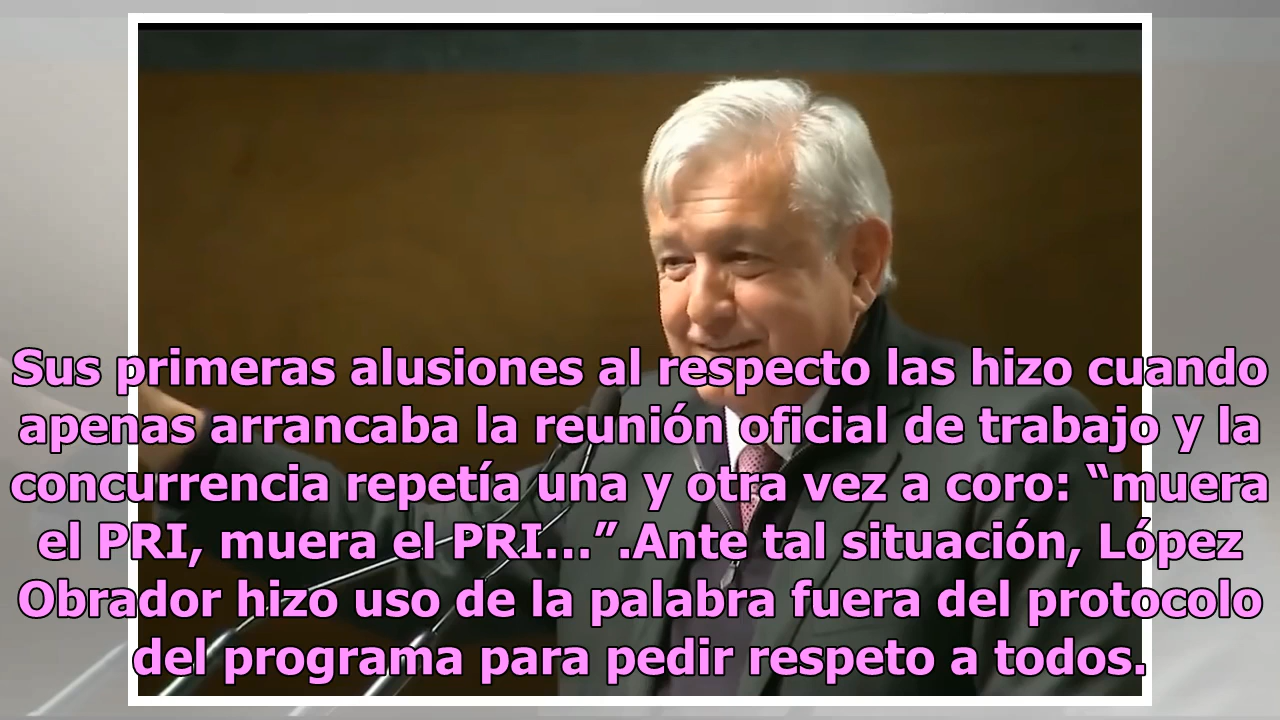 Sus primeras alusiones al respecto las hizo cuando
apenas arrancaba la reunión oficial de trabajo y la
concurrencia repetía una y otra vez a coro: “muera
el PRI, muera el PRI...”.Ante tal situación, López
Obrador hizo uso de la palabra fuera del protocolo
del programa para pedir respeto a todos.